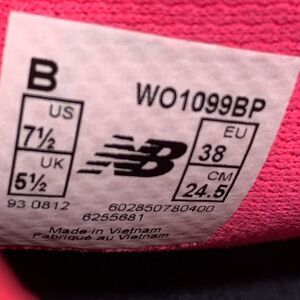 B
WO1099BP
US
7½
UK
5½
NB
EU
38
CM
24.5
93 0812
602850780400
6255681
Made in Vietnam
Fabriqué au Vietnam